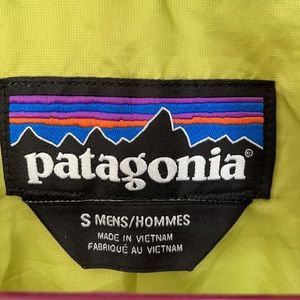 patagonia®
S MENS/HOMMES
MADE IN VIETNAM
FABRIQUÉ AU VIETNAM